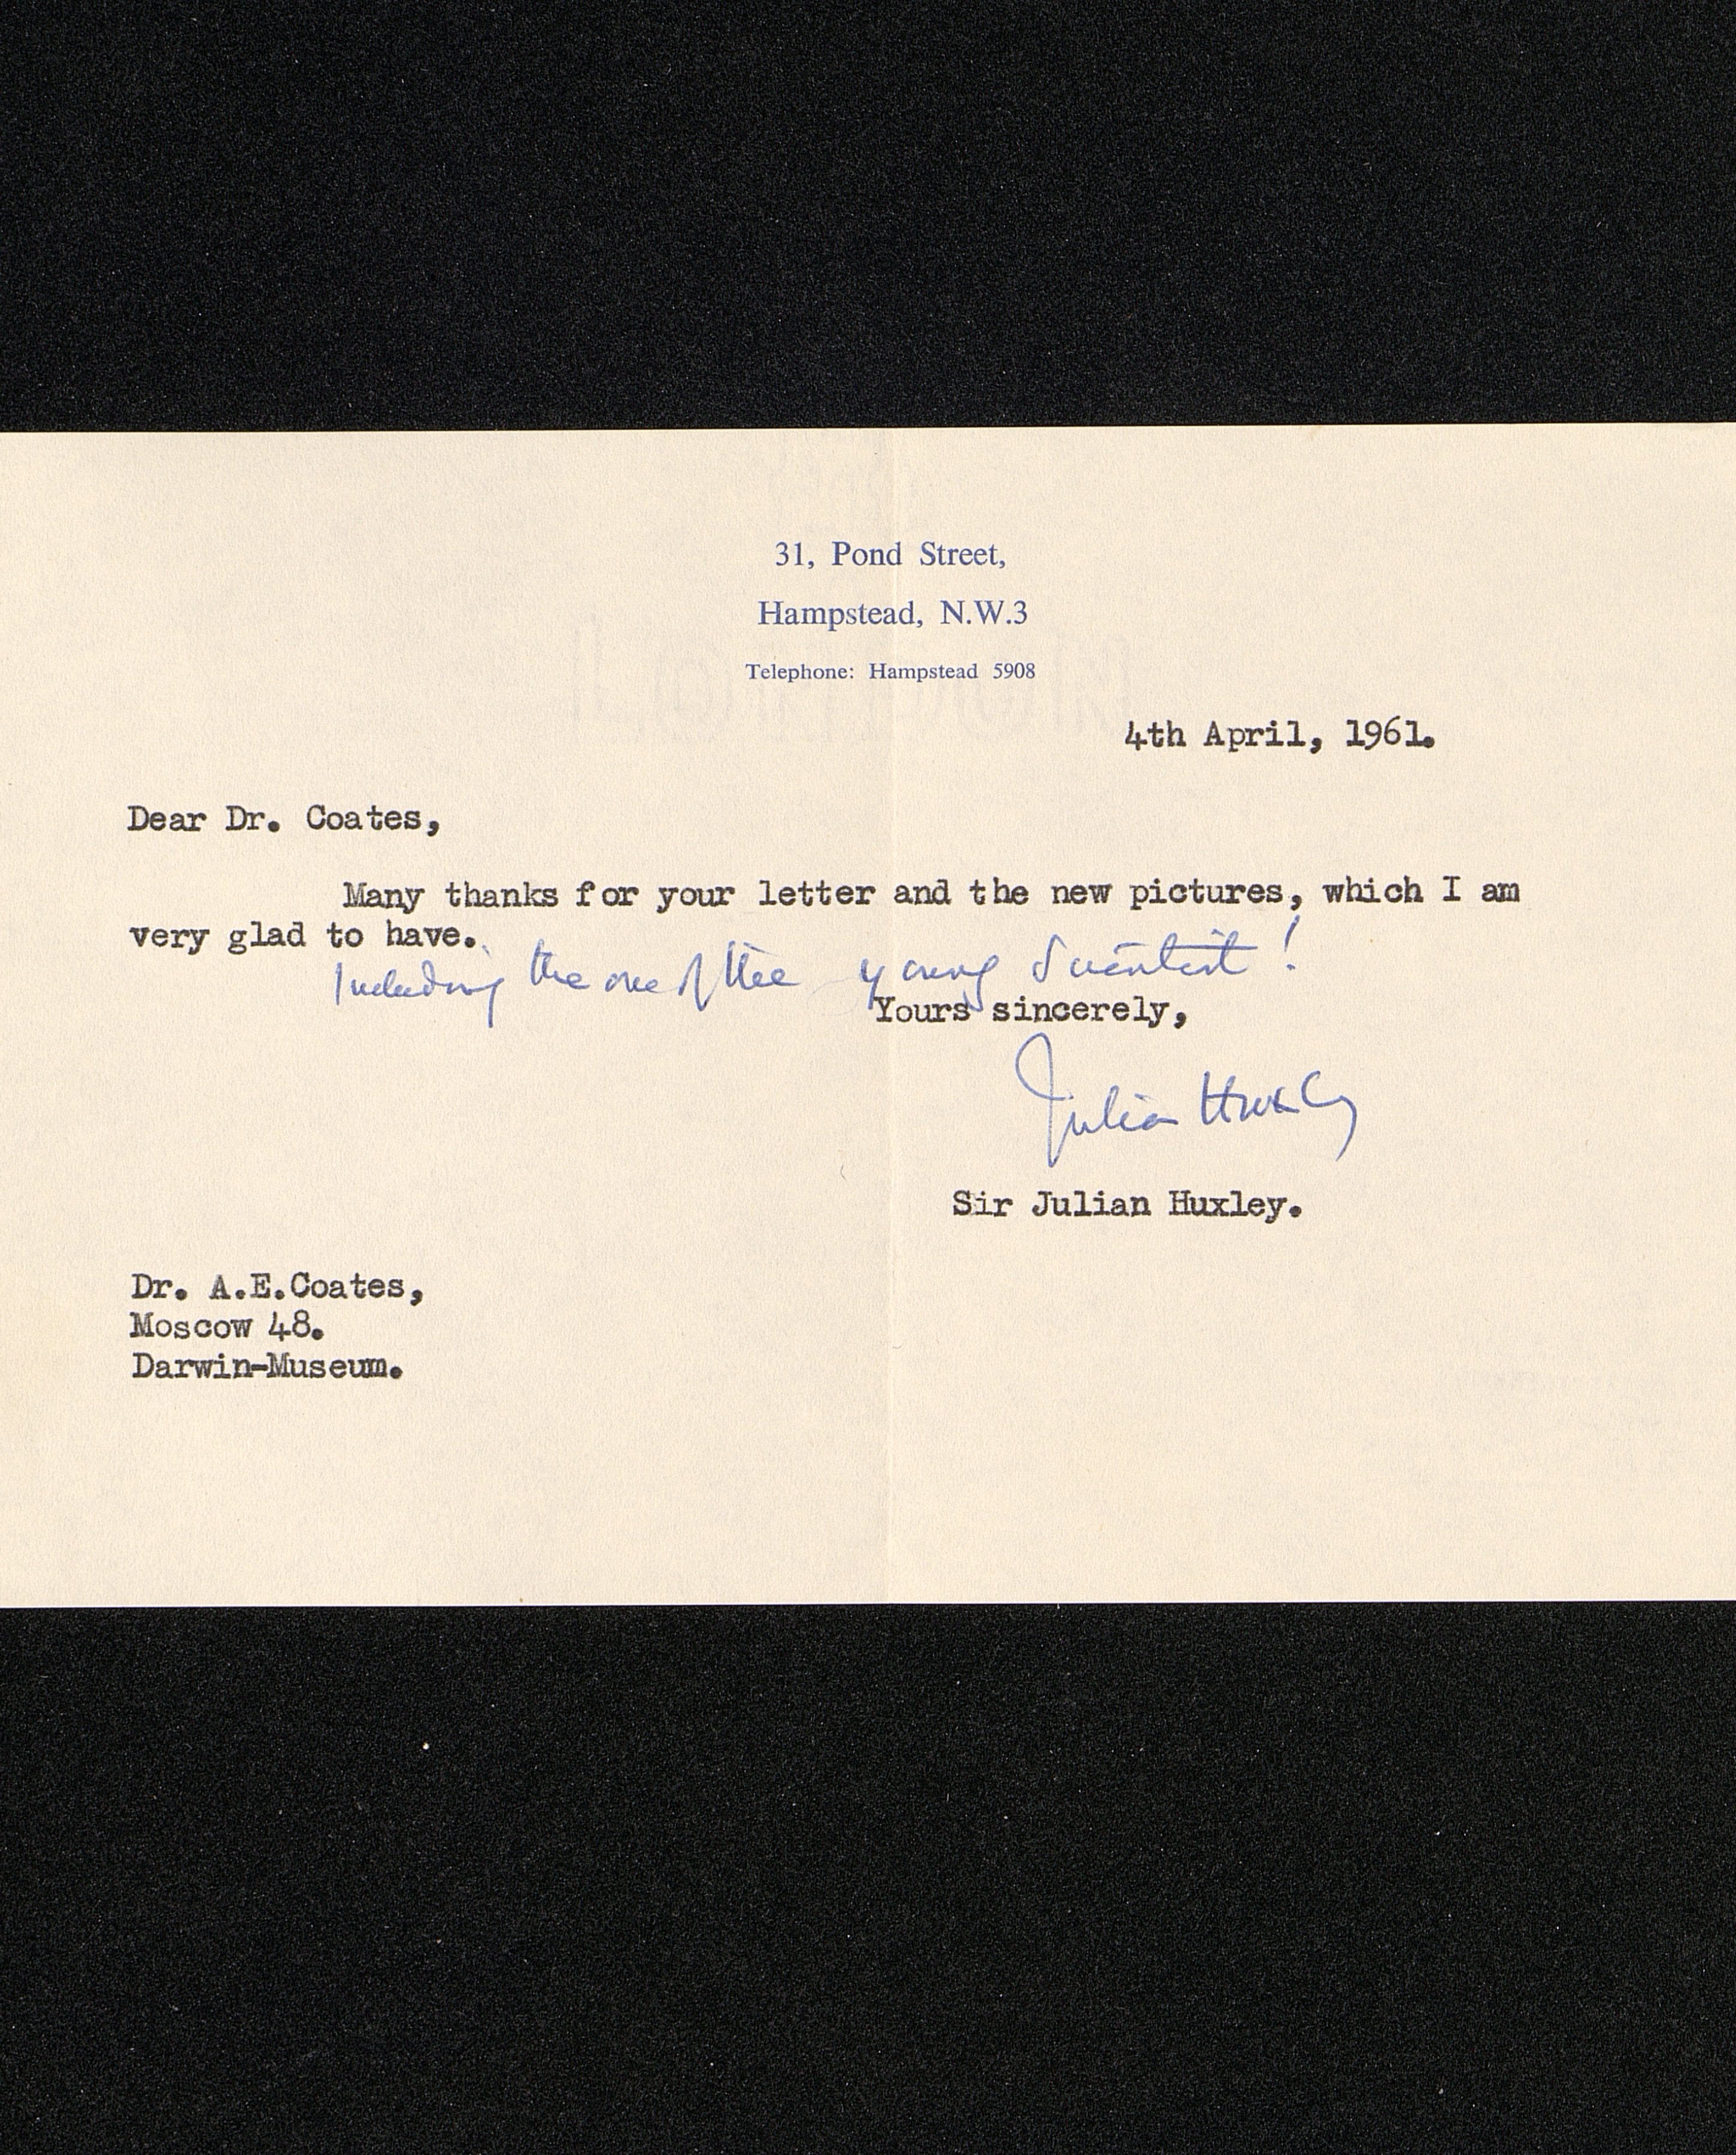 31, Pond Street,
Hampstead, N.W.3
Telephone: Hampstead 5908
4th April, 1961.
Dear Dr. Coates,
Many thanks for your letter and the new pictures, which I am
very glad to have.
Including the one of the young Scientist!
Yours sincerely,
Julian Huxley
Sir Julian Huxley.
Dr. A.E.Coates,
Moscow 48.
Darwin-Museum.